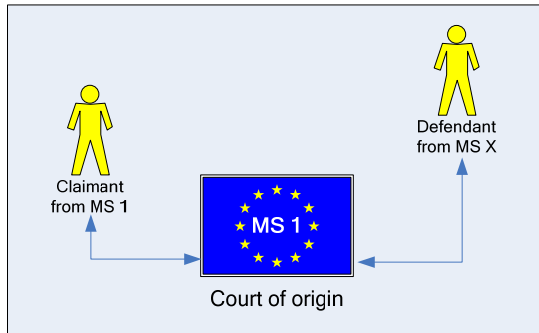 Defendant
from MS X
Claimant
from MS 1
MS 1
Court of origin